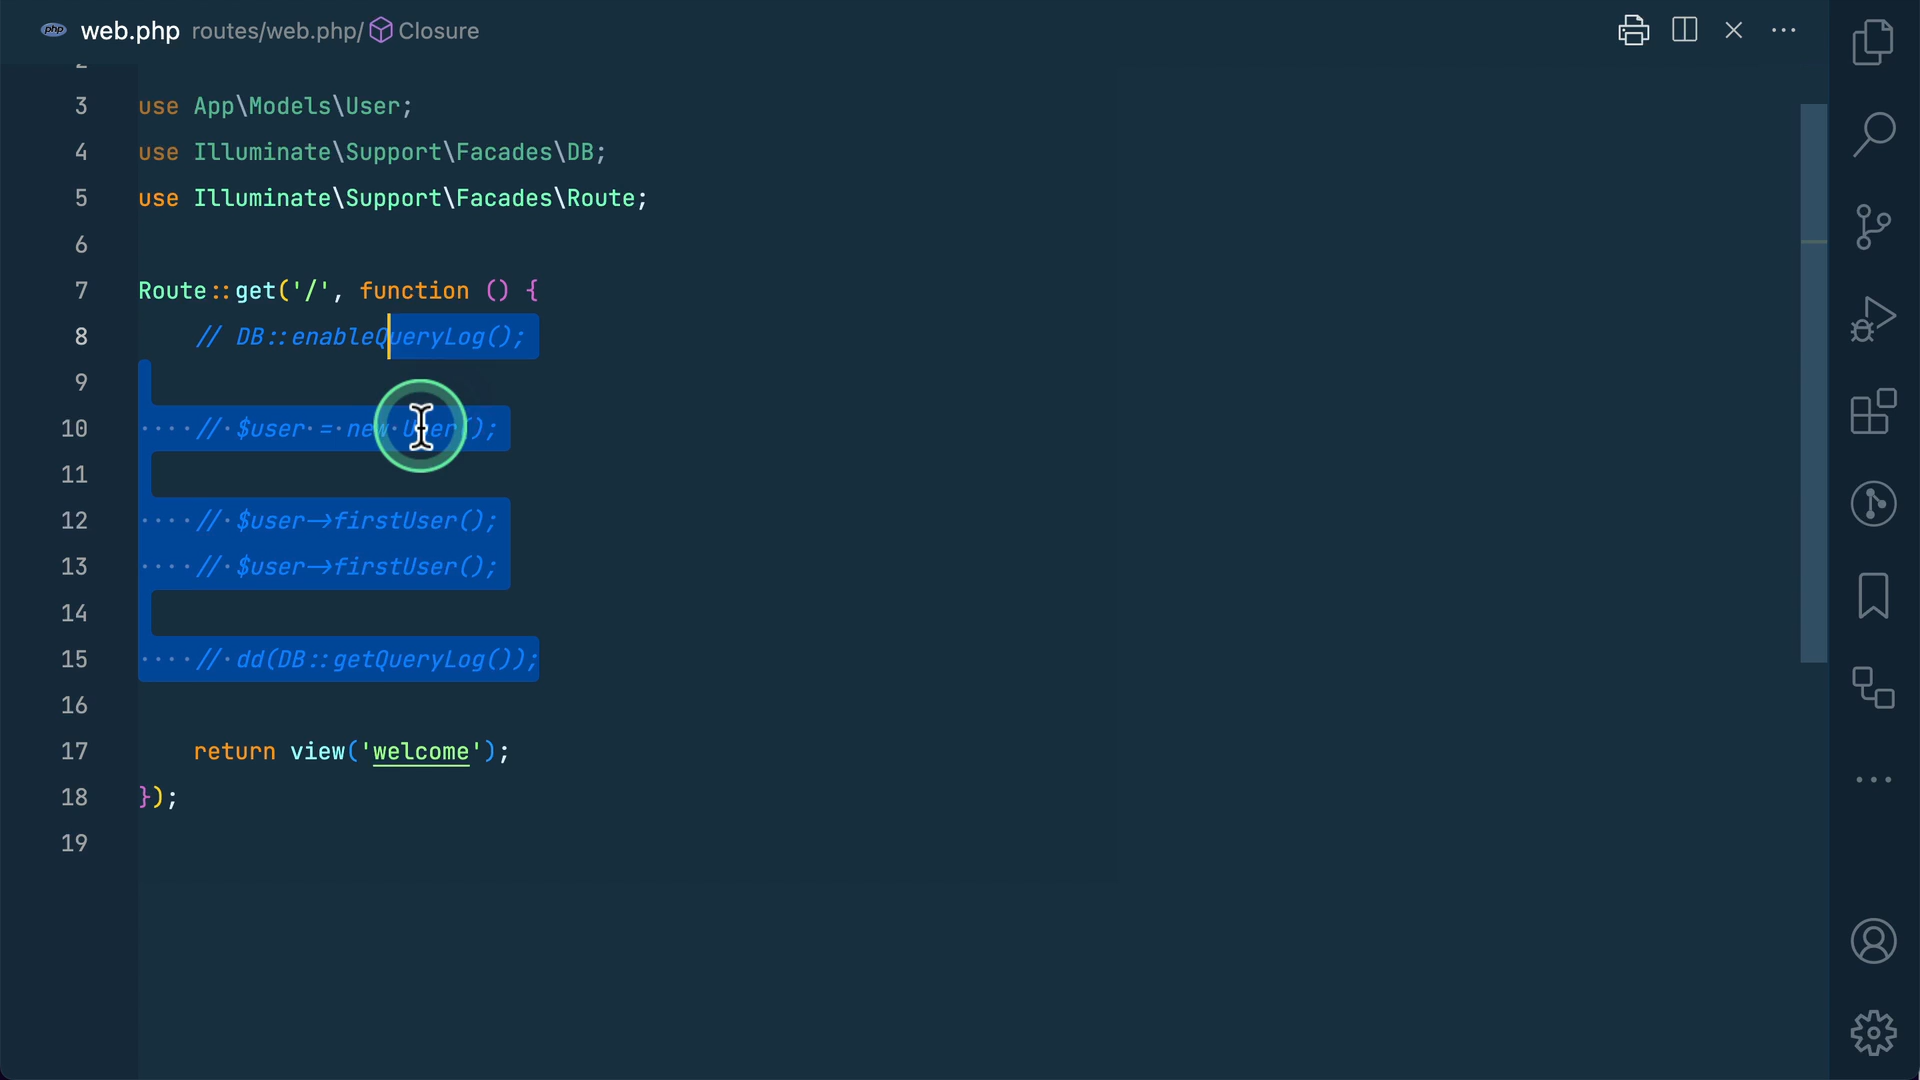 php web.php routes/web.php/ Closure
2
3 use App\Models\User;
4 use Illuminate\Support\Facades\DB;
5 use Illuminate\Support\Facades\Route;
6
7 Route::get('/', function () {
8 // DB::enableQueryLog();
9
10 // $user = new User();
11
12 // $user->firstUser();
13 // $user->firstUser();
14
15 // dd(DB::getQueryLog());
16
17 return view('welcome');
18 });
19